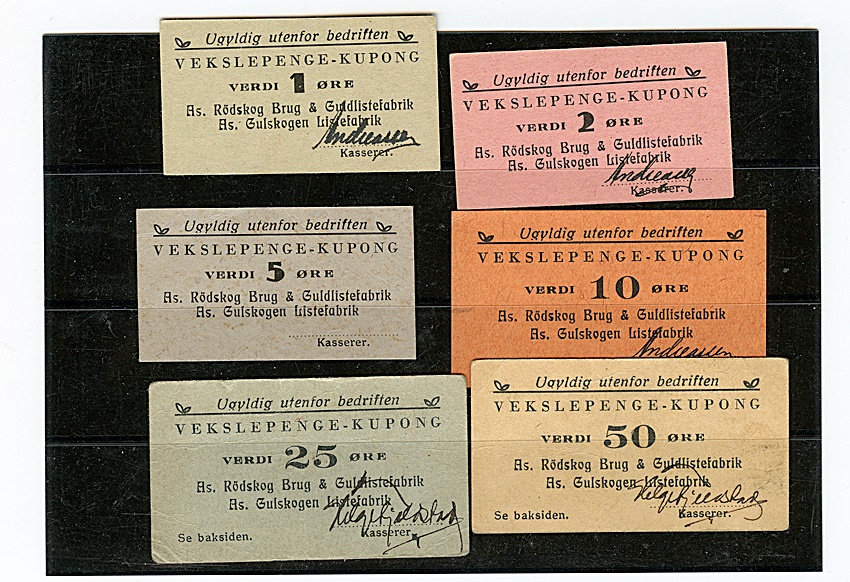 Ugyldig utenfor bedriften
VEKSLEPENGE-KUPONG
VERDI 1 ØRE
As. Rödskog Brug & Guldlistefabrik
As. Gulskogen Listefabrik
Andreasen
Kasserer.
Ugyldig utenfor bedriften
VEKSLEPENGE-KUPONG
VERDI 2 ØRE
As. Rödskog Brug & Guldlistefabrik
As. Gulskogen Listefabrik
Andreasen
Kasserer.
Ugyldig utenfor bedriften
VEKSLEPENGE-KUPONG
VERDI 5 ØRE
As. Rödskog Brug & Guldlistefabrik
As. Gulskogen Listefabrik
Kasserer.
Ugyldig utenfor bedriften
VEKSLEPENGE-KUPONG
VERDI 10 ØRE
As. Rödskog Brug & Guldlistefabrik
As. Gulskogen Listefabrik
Andreassen
Ugyldig utenfor bedriften
VEKSLEPENGE-KUPONG
VERDI 25 ØRE
As. Rödskog Brug & Guldlistefabrik
As. Gulskogen Listefabrik
Kasserer.
Se baksiden.
Ugyldig utenfor bedriften
VEKSLEPENGE-KUPONG
VERDI 50 ØRE
As. Rödskog Brug & Guldlistefabrik
As. Gulskogen Listefabrik
Se baksiden.
Kasserer.